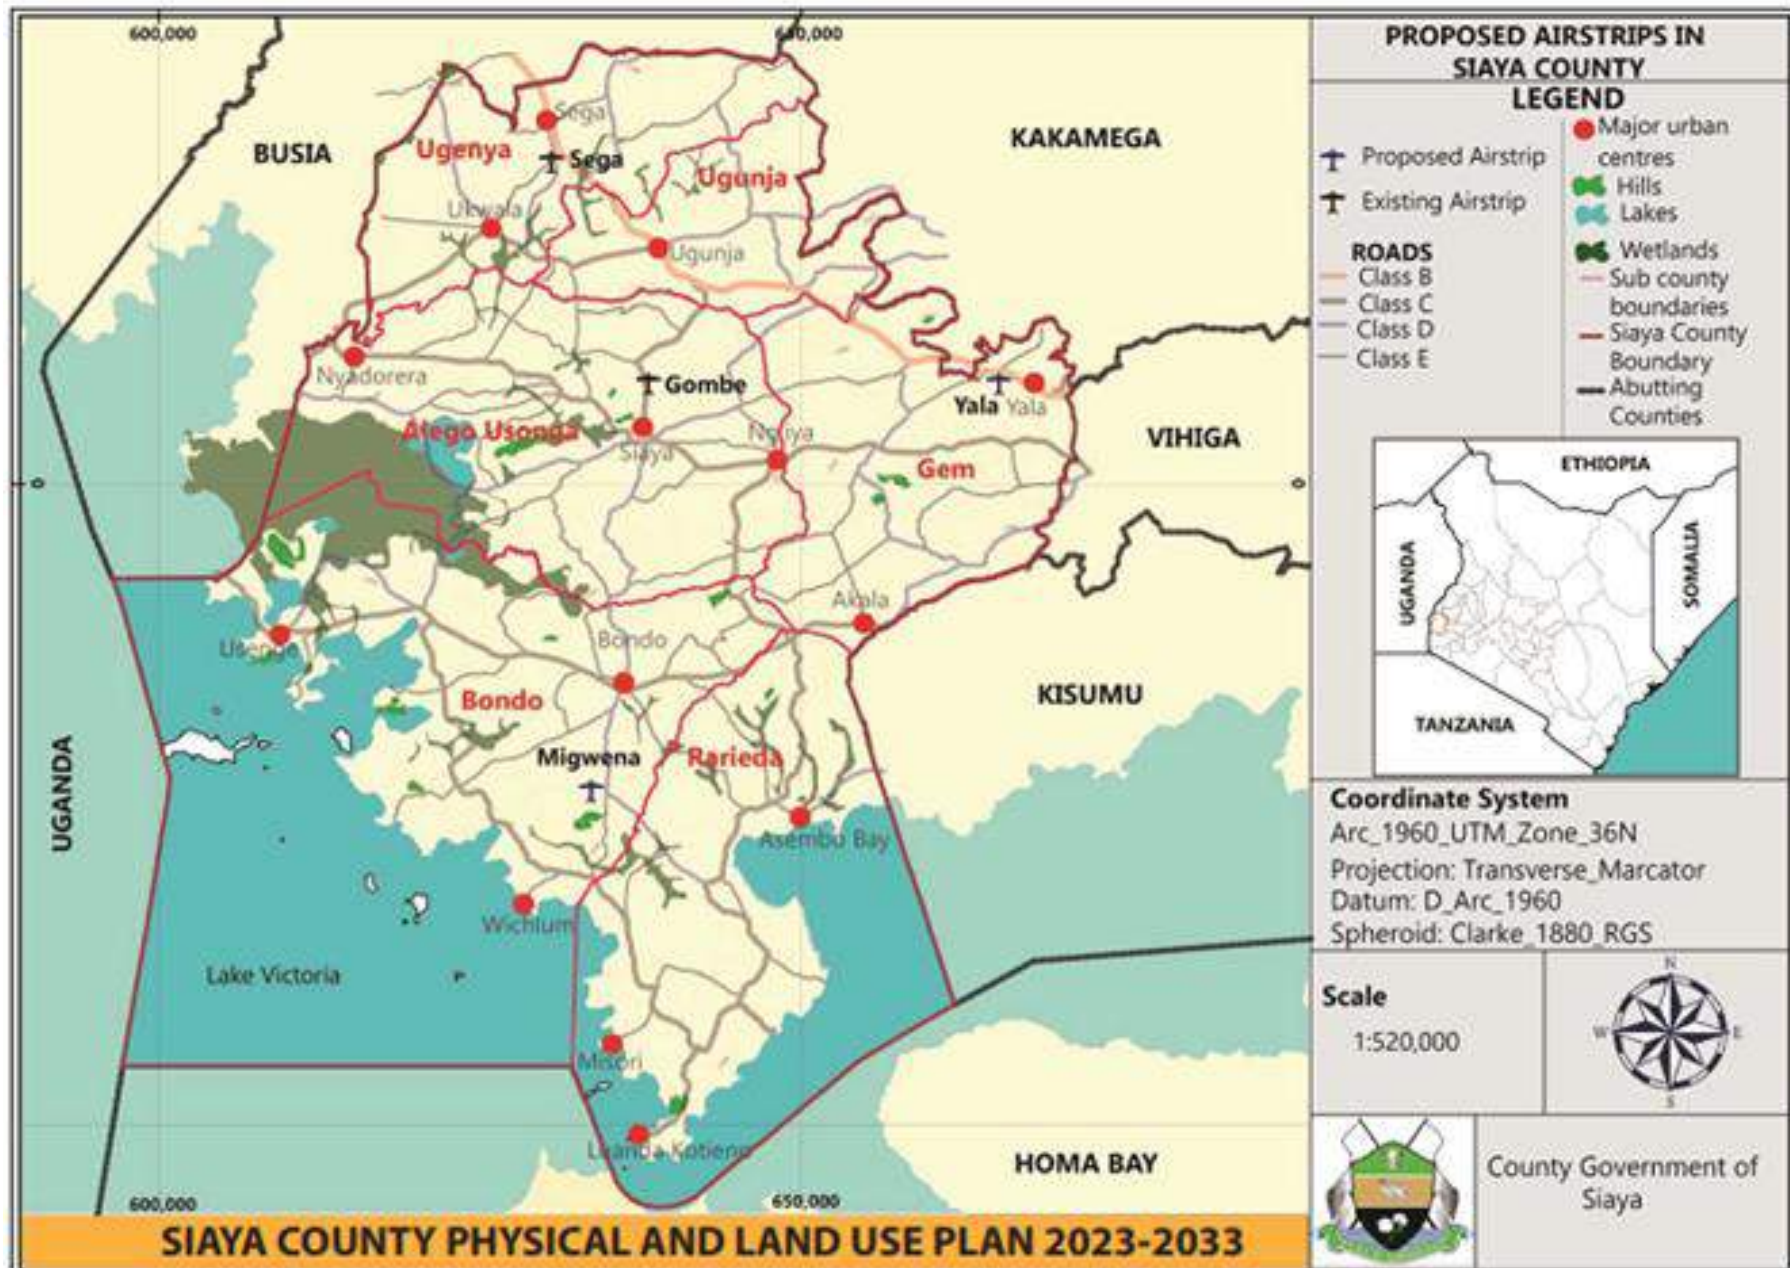 600,000
650,000
PROPOSED AIRSTRIPS IN
SIAYA COUNTY
LEGEND
Proposed Airstrip
Existing Airstrip
ROADS
Class B
Class C
Class D
Class E
Major urban
centres
Hills
Lakes
Wetlands
Sub county
boundaries
Siaya County
Boundary
Abutting
Counties
ETHIOPIA
UGANDA
SOMALIA
TANZANIA
Coordinate System
Arc_1960_UTM_Zone_36N
Projection: Transverse_Marcator
Datum: D_Arc_1960
Spheroid: Clarke_1880_RGS
Scale
1:520,000
N
W
E
S
County Government of
Siaya
BUSIA
KAKAMEGA
VIHIGA
KISUMU
HOMA BAY
UGANDA
Sega
Ugenya
Sega
Ugunja
Ukwala
Ugunja
Nyadorera
Gombe
Yala
Yala
Alego Usonga
Siaya
Ngiya
Gem
0
0
Akala
Usenge
Bondo
Bondo
Migwena
Rarieda
Asembo Bay
Wichlum
Lake Victoria
Misori
Luanda Kotieno
600,000
650,000
SIAYA COUNTY PHYSICAL AND LAND USE PLAN 2023-2033